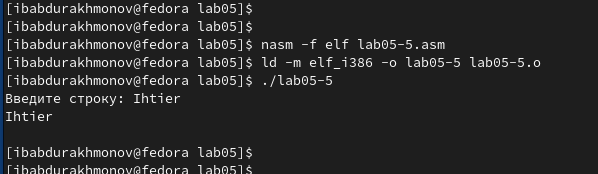 [ibabdurakhmonov@fedora lab05]$
[ibabdurakhmonov@fedora lab05]$
[ibabdurakhmonov@fedora lab05]$ nasm -f elf lab05-5.asm
[ibabdurakhmonov@fedora lab05]$ ld -m elf_i386 -o lab05-5 lab05-5.o
[ibabdurakhmonov@fedora lab05]$ ./lab05-5
Введите строку: Ihtier
Ihtier
[ibabdurakhmonov@fedora lab05]$
[ibabdurakhmonov@fedora lab05]$